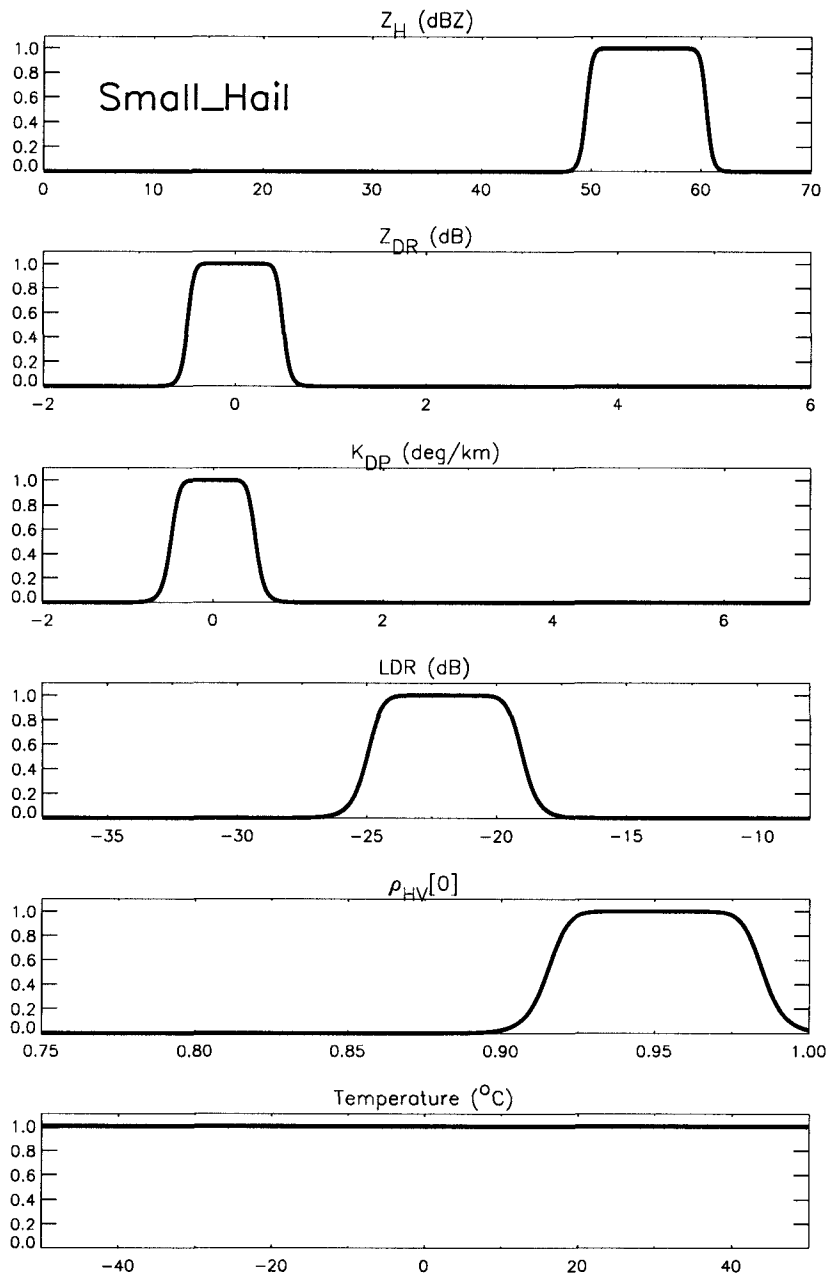 Z_H (dBZ)
1.0
0.8
0.6
0.4
0.2
0.0
Small_Hail
0 10 20 30 40 50 60 70
Z_DR (dB)
1.0
0.8
0.6
0.4
0.2
0.0
-2 0 2 4 6
K_DP (deg/km)
1.0
0.8
0.6
0.4
0.2
0.0
-2 0 2 4 6
LDR (dB)
1.0
0.8
0.6
0.4
0.2
0.0
-35 -30 -25 -20 -15 -10
ρ_HV[0]
1.0
0.8
0.6
0.4
0.2
0.0
0.75 0.80 0.85 0.90 0.95 1.00
Temperature (°C)
1.0
0.8
0.6
0.4
0.2
0.0
-40 -20 0 20 40